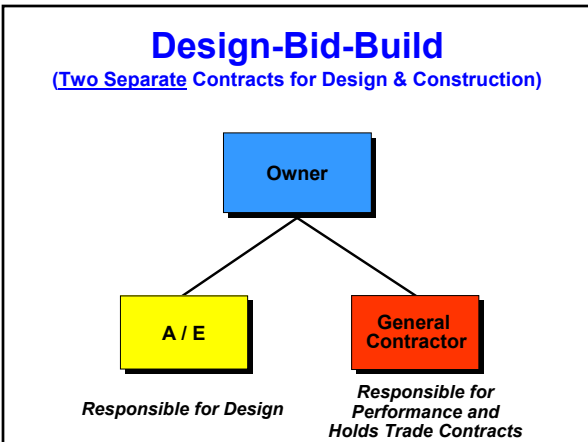 Design-Bid-Build
(Two Separate Contracts for Design & Construction)
Owner
A / E
General
Contractor
Responsible for Design
Responsible for
Performance and
Holds Trade Contracts